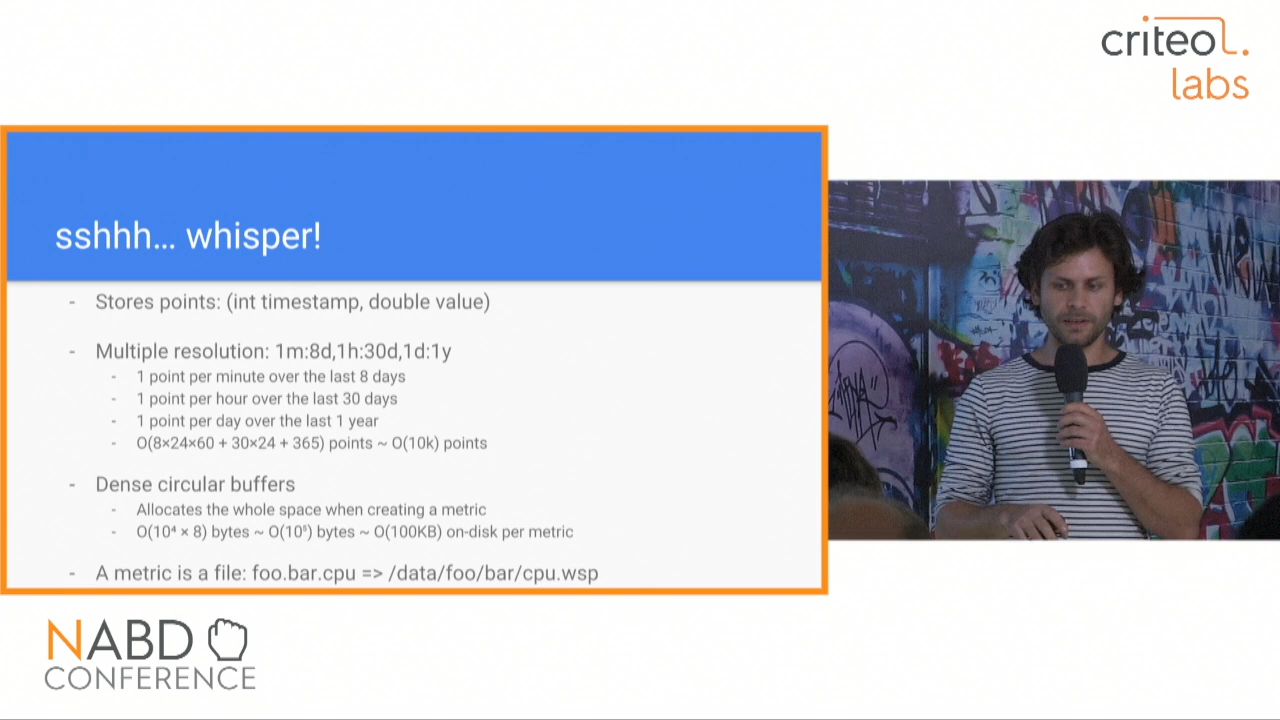 criteo.
labs
sshhh... whisper!
- Stores points: (int timestamp, double value)
- Multiple resolution: 1m:8d,1h:30d,1d:1y
- 1 point per minute over the last 8 days
- 1 point per hour over the last 30 days
- 1 point per day over the last 1 year
- O(8×24×60 + 30×24 + 365) points ~ O(10k) points
- Dense circular buffers
- Allocates the whole space when creating a metric
- O(10⁴ × 8) bytes ~ O(10⁵) bytes ~ O(100KB) on-disk per metric
- A metric is a file: foo.bar.cpu => /data/foo/bar/cpu.wsp
NABD
CONFERENCE